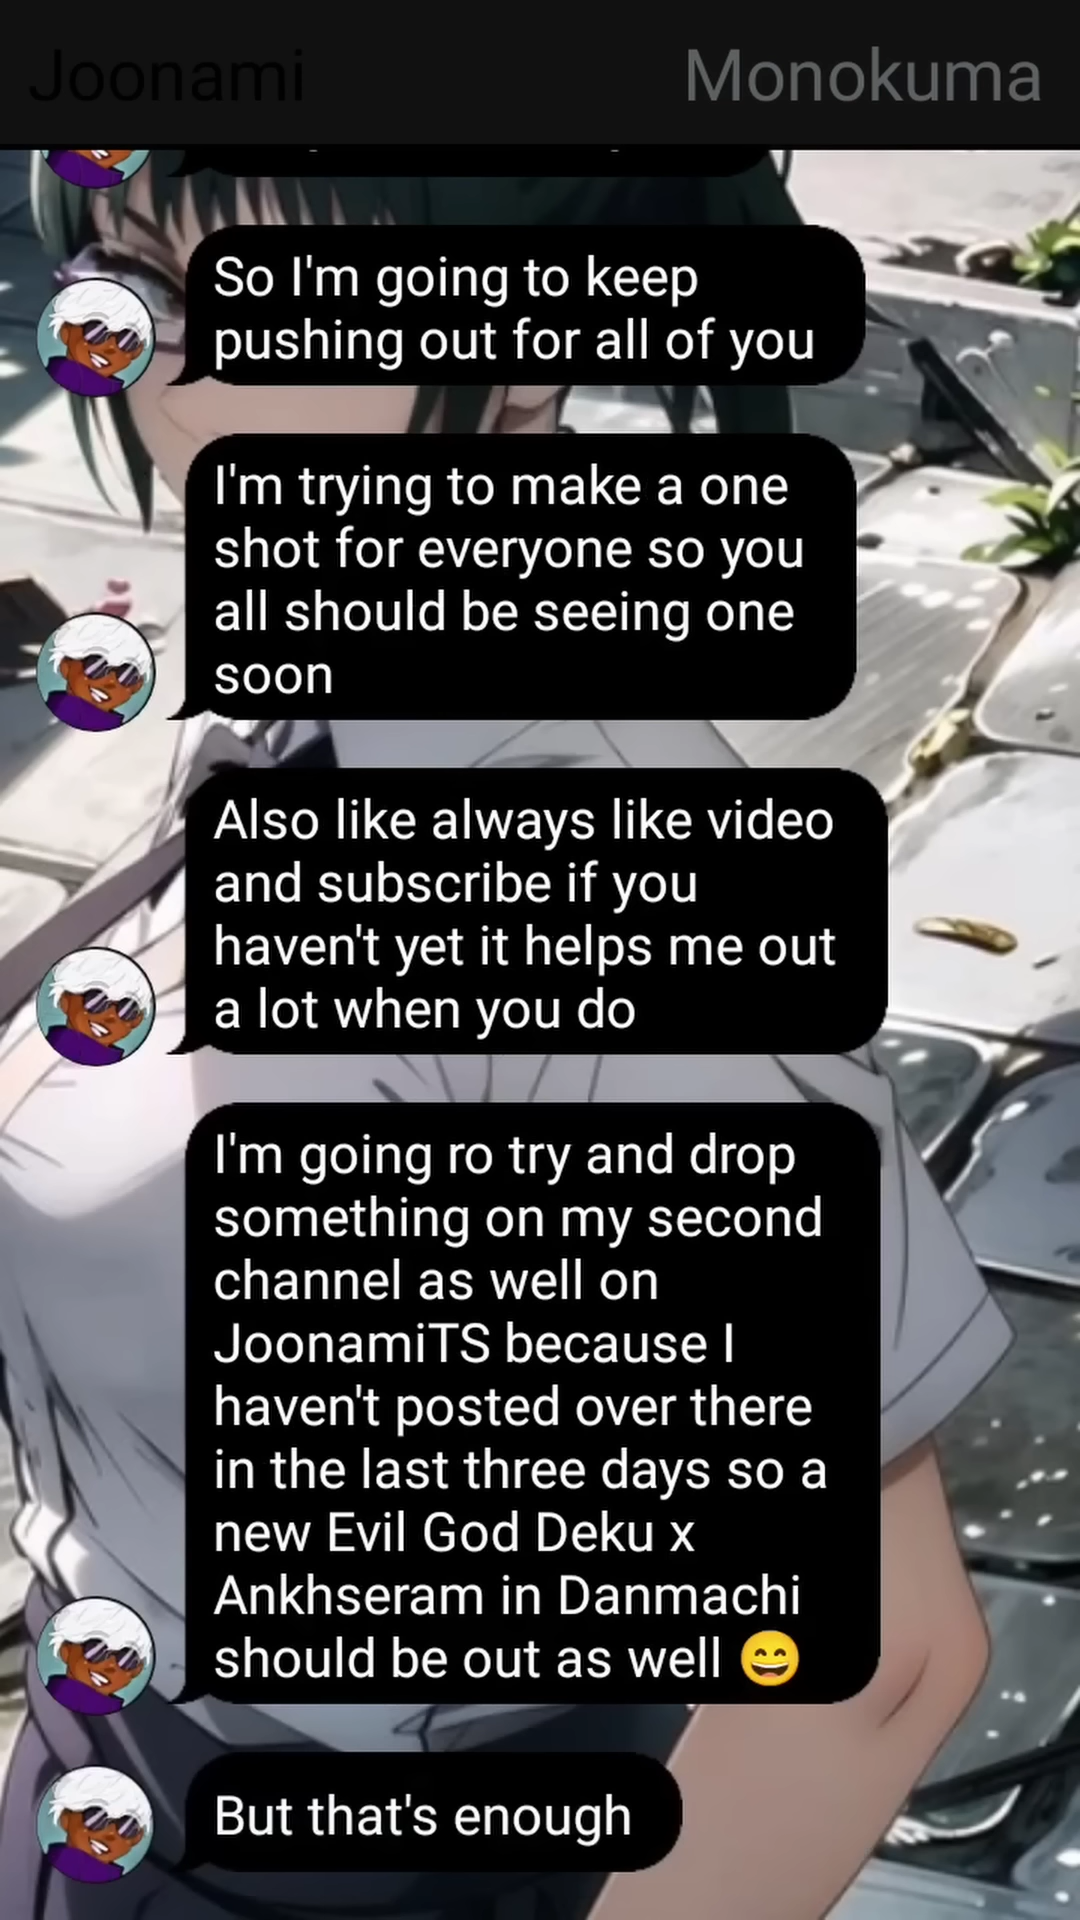 Joonami
Monokuma
So I'm going to keep
pushing out for all of you
I'm trying to make a one
shot for everyone so you
all should be seeing one
soon
Also like always like video
and subscribe if you
haven't yet it helps me out
a lot when you do
I'm going ro try and drop
something on my second
channel as well on
JoonamiTS because I
haven't posted over there
in the last three days so a
new Evil God Deku x
Ankhseram in Danmachi
should be out as well 😄
But that's enough